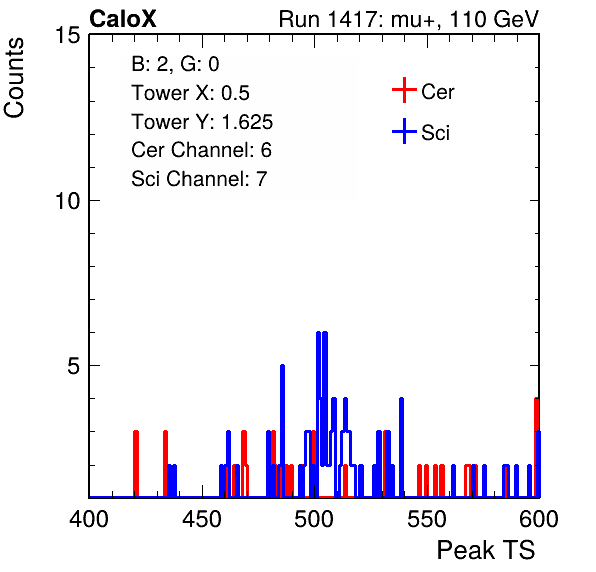 CaloX Run 1417: mu+, 110 GeV
Counts
15
10
5
B: 2, G: 0
Tower X: 0.5
Tower Y: 1.625
Cer Channel: 6
Sci Channel: 7
Cer
Sci
400 450 500 550 600
Peak TS